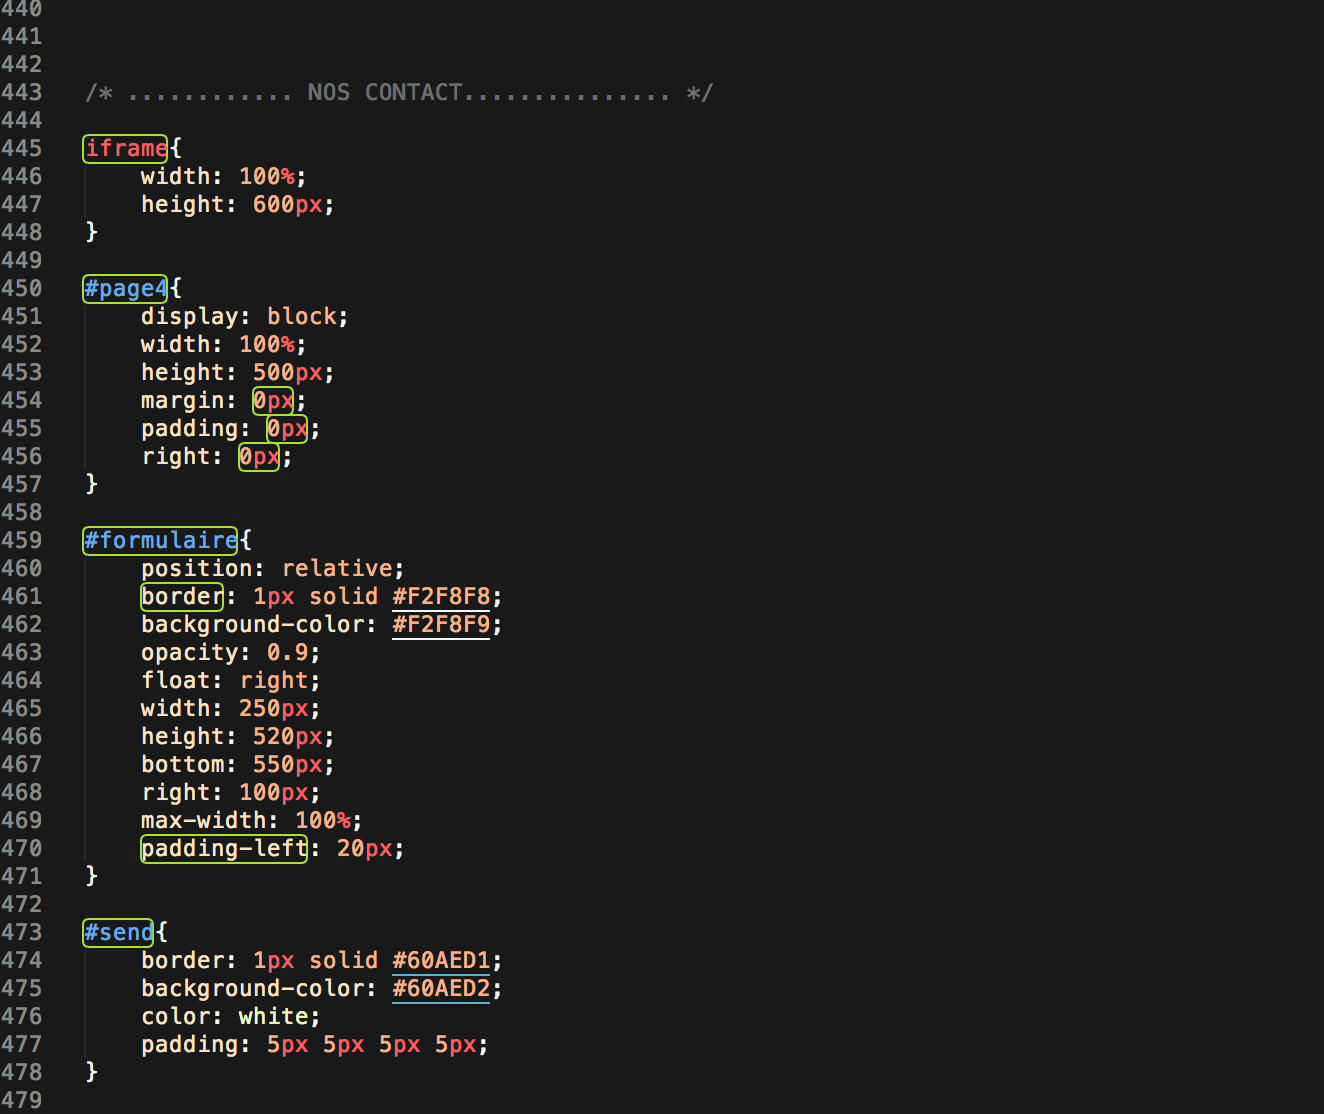 440
441
442
443 /* ............ NOS CONTACT............... */
444
445 iframe{
446 width: 100%;
447 height: 600px;
448 }
449
450 #page4{
451 display: block;
452 width: 100%;
453 height: 500px;
454 margin: 0px;
455 padding: 0px;
456 right: 0px;
457 }
458
459 #formulaire{
460 position: relative;
461 border: 1px solid #F2F8F8;
462 background-color: #F2F8F9;
463 opacity: 0.9;
464 float: right;
465 width: 250px;
466 height: 520px;
467 bottom: 550px;
468 right: 100px;
469 max-width: 100%;
470 padding-left: 20px;
471 }
472
473 #send{
474 border: 1px solid #60AED1;
475 background-color: #60AED2;
476 color: white;
477 padding: 5px 5px 5px 5px;
478 }
479